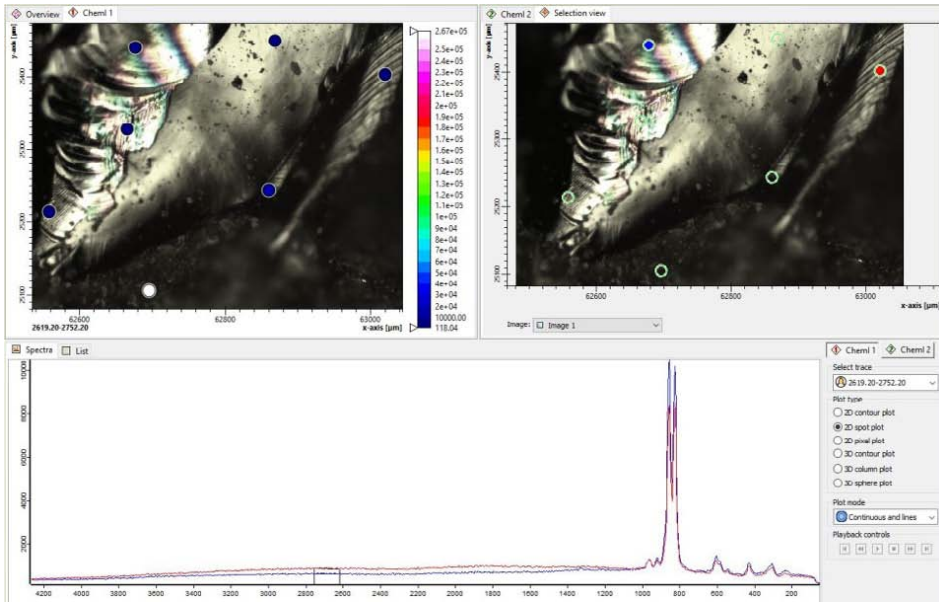 Overview ChemI 1
y-axis [µm]
25400
25300
25200
25100
62600 62800 63000
2619.20-2752.20
x-axis [µm]
2.67e+05
2.5e+05
2.4e+05
2.3e+05
2.2e+05
2.1e+05
2e+05
1.9e+05
1.8e+05
1.7e+05
1.6e+05
1.5e+05
1.4e+05
1.3e+05
1.2e+05
1.1e+05
1e+05
9e+04
8e+04
7e+04
6e+04
5e+04
4e+04
3e+04
2e+04
10000.00
118.04
ChemI 2 Selection view
y-axis [µm]
25400
25300
25200
25100
62600 62800 63000
x-axis [µm]
Image: Image 1
Spectra List
10000
8000
6000
4000
2000
4200 4000 3800 3600 3400 3200 3000 2800 2600 2400 2200 2000 1800 1600 1400 1200 1000 800 600 400 200
ChemI 1 ChemI 2
Select trace
2619.20-2752.20
Plot type
2D contour plot
2D spot plot
2D pixel plot
3D contour plot
3D column plot
3D sphere plot
Plot mode
Continuous and lines
Playback controls